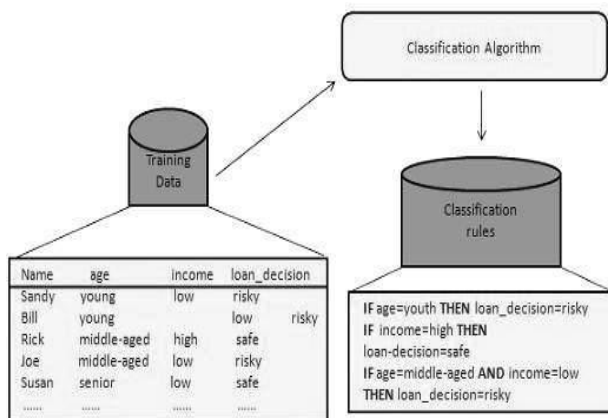 Classification Algorithm
Training
Data
Classification
rules
Name age income loan_decision
Sandy young low risky
Bill young low risky
Rick middle-aged high safe
Joe middle-aged low risky
Susan senior low safe
...... ...... ...... ......
IF age=youth THEN loan_decision=risky
IF income=high THEN
loan-decision=safe
IF age=middle-aged AND income=low
THEN loan_decision=risky